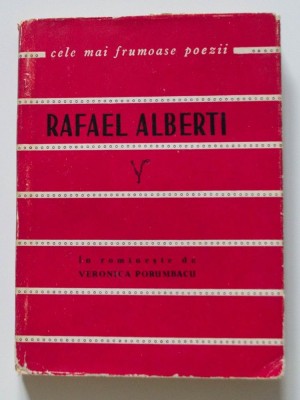 cele mai frumoase poezii
RAFAEL ALBERTI
În romînește de
VERONICA PORUMBACU